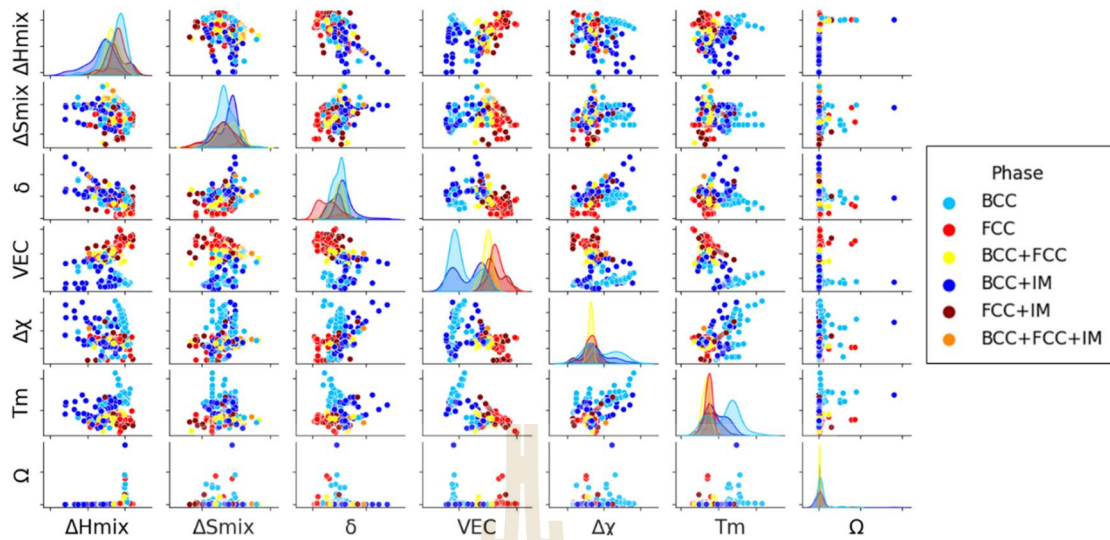 ΔHmix
ΔSmix
δ
VEC
Δχ
Tm
Ω
ΔHmix ΔSmix δ VEC Δχ Tm Ω
Phase
BCC
FCC
BCC+FCC
BCC+IM
FCC+IM
BCC+FCC+IM